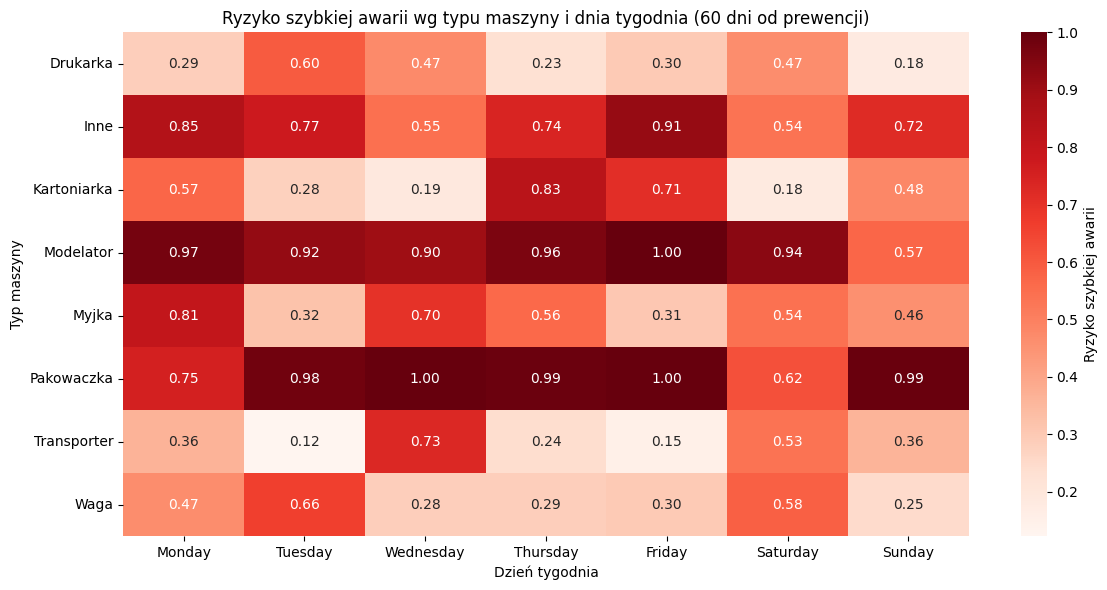 Ryzyko szybkiej awarii wg typu maszyny i dnia tygodnia (60 dni od prewencji)
Typ maszyny
Drukarka 0.29 0.60 0.47 0.23 0.30 0.47 0.18
Inne 0.85 0.77 0.55 0.74 0.91 0.54 0.72
Kartoniarka 0.57 0.28 0.19 0.83 0.71 0.18 0.48
Modelator 0.97 0.92 0.90 0.96 1.00 0.94 0.57
Myjka 0.81 0.32 0.70 0.56 0.31 0.54 0.46
Pakowaczka 0.75 0.98 1.00 0.99 1.00 0.62 0.99
Transporter 0.36 0.12 0.73 0.24 0.15 0.53 0.36
Waga 0.47 0.66 0.28 0.29 0.30 0.58 0.25
Monday Tuesday Wednesday Thursday Friday Saturday Sunday
Dzień tygodnia
1.0
0.9
0.8
0.7
0.6
0.5
0.4
0.3
0.2
Ryzyko szybkiej awarii